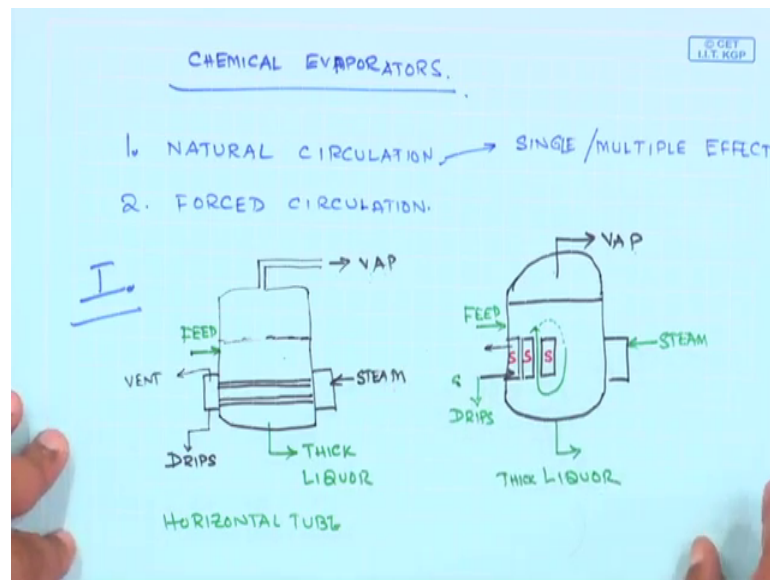 CHEMICAL EVAPORATORS.
© CET
I.I.T. KGP
1. NATURAL CIRCULATION → SINGLE/MULTIPLE EFFECT
2. FORCED CIRCULATION.
I.
VAP
FEED
VENT
STEAM
DRIPS
THICK
LIQUOR
HORIZONTAL TUBE
VAP
FEED
S S S
STEAM
DRIPS
THICK LIQUOR